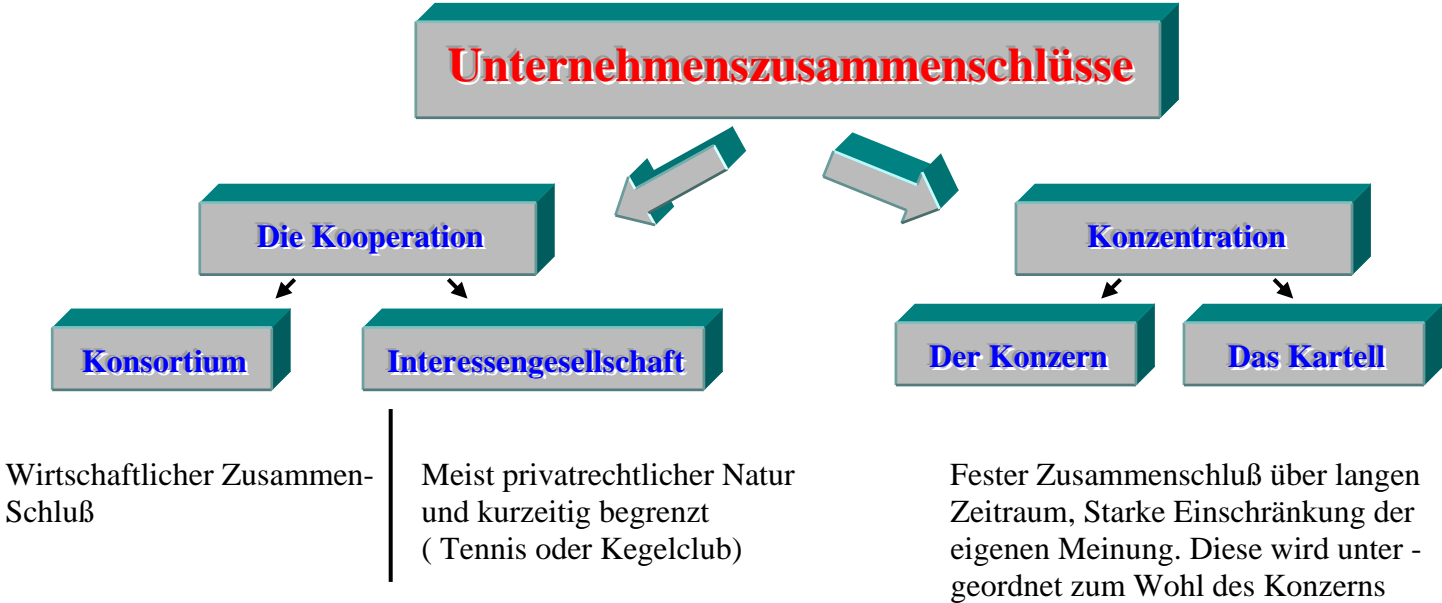 Unternehmenszusammenschlüsse
Die Kooperation
Konzentration
Konsortium
Interessengesellschaft
Der Konzern
Das Kartell
Wirtschaftlicher Zusammen-
Schluß
Meist privatrechtlicher Natur
und kurzeitig begrenzt
( Tennis oder Kegelclub)
Fester Zusammenschluß über langen
Zeitraum, Starke Einschränkung der
eigenen Meinung. Diese wird unter -
geordnet zum Wohl des Konzerns